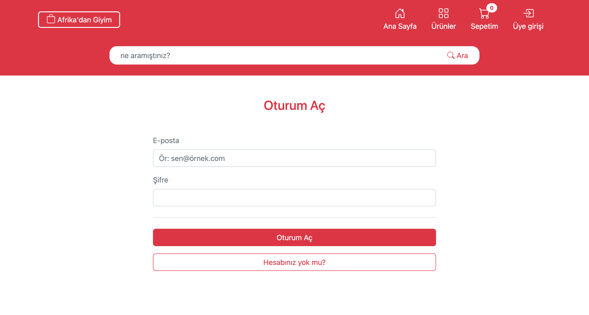 Afrika'dan Giyim
Ana Sayfa
Ürünler
0
Sepetim
Üye girişi
ne aramıştınız?
Ara
Oturum Aç
E-posta
Ör: sen@örnek.com
Şifre
Oturum Aç
Hesabınız yok mu?